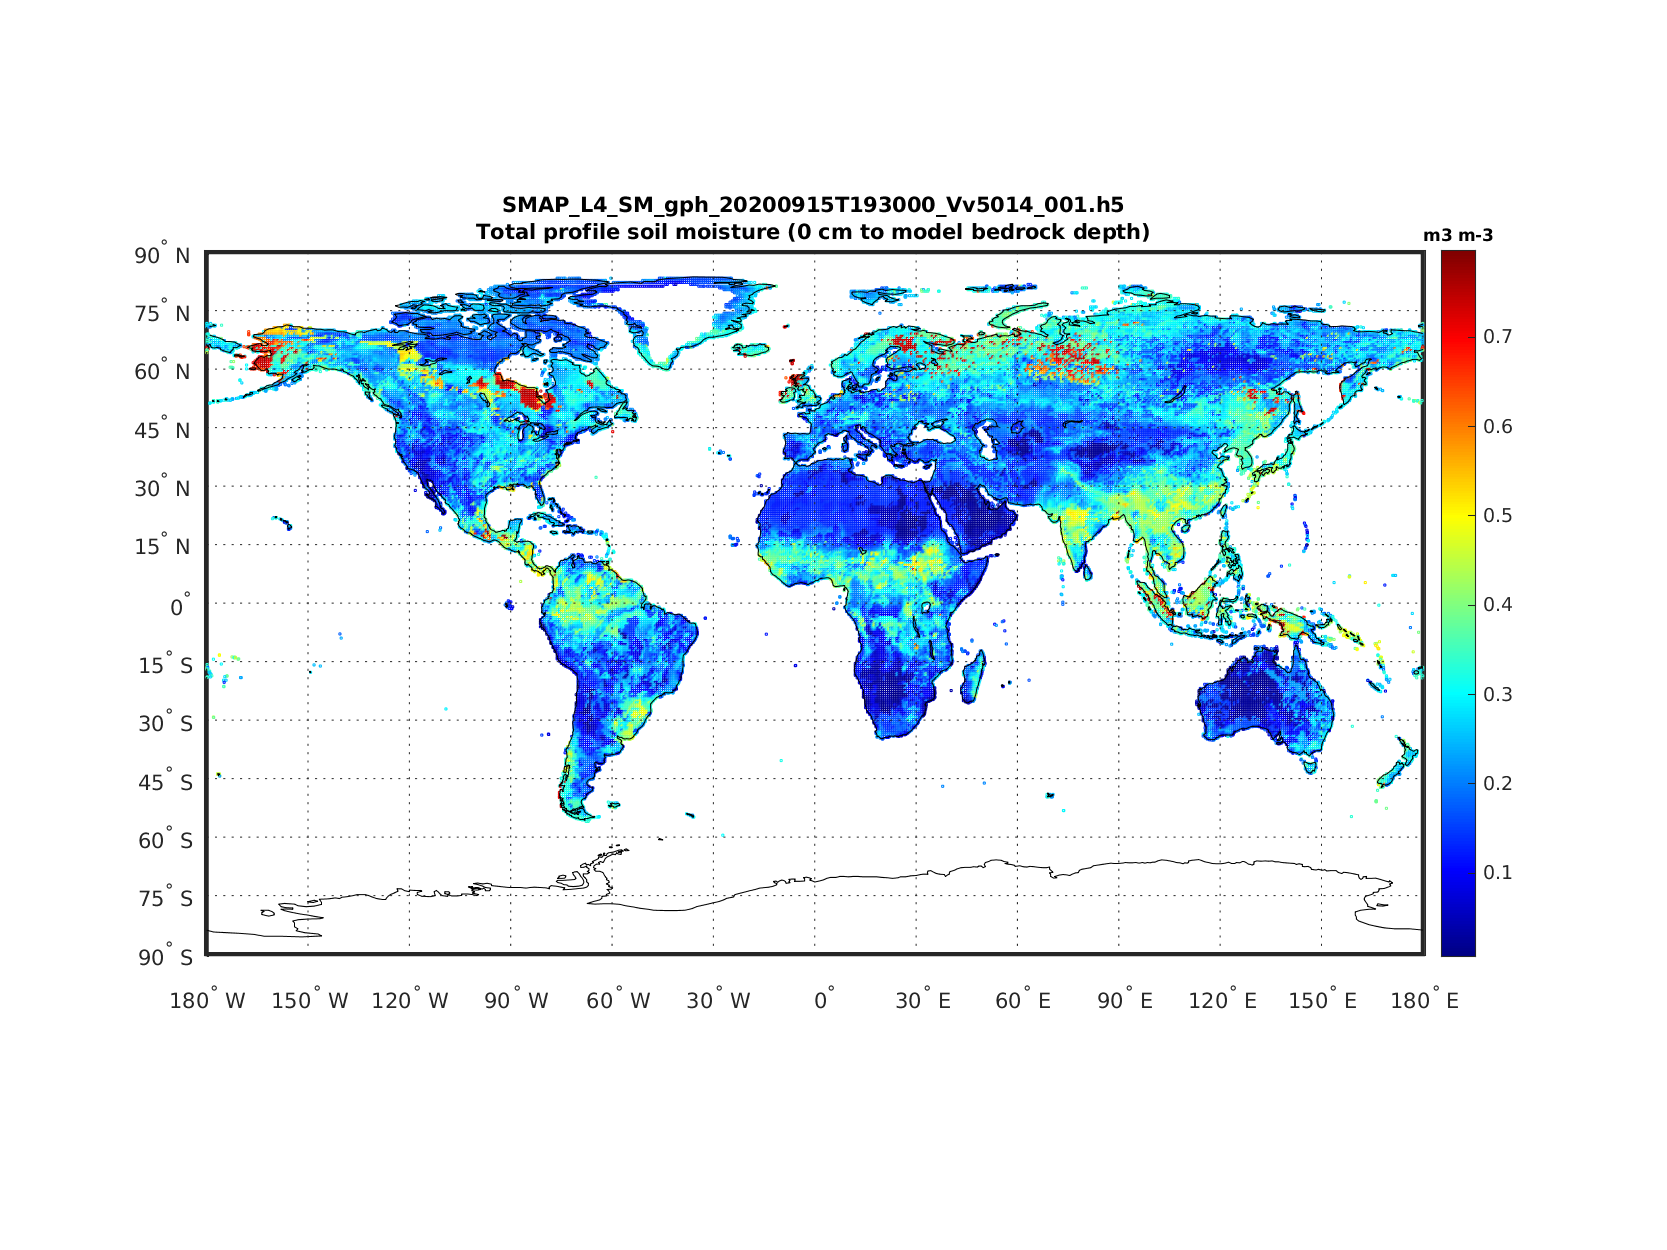 SMAP_L4_SM_gph_20200915T193000_Vv5014_001.h5
Total profile soil moisture (0 cm to model bedrock depth)
m3 m-3
90° N
75° N
60° N
45° N
30° N
15° N
0°
15° S
30° S
45° S
60° S
75° S
90° S
180° W 150° W 120° W 90° W 60° W 30° W 0° 30° E 60° E 90° E 120° E 150° E 180° E
0.7
0.6
0.5
0.4
0.3
0.2
0.1